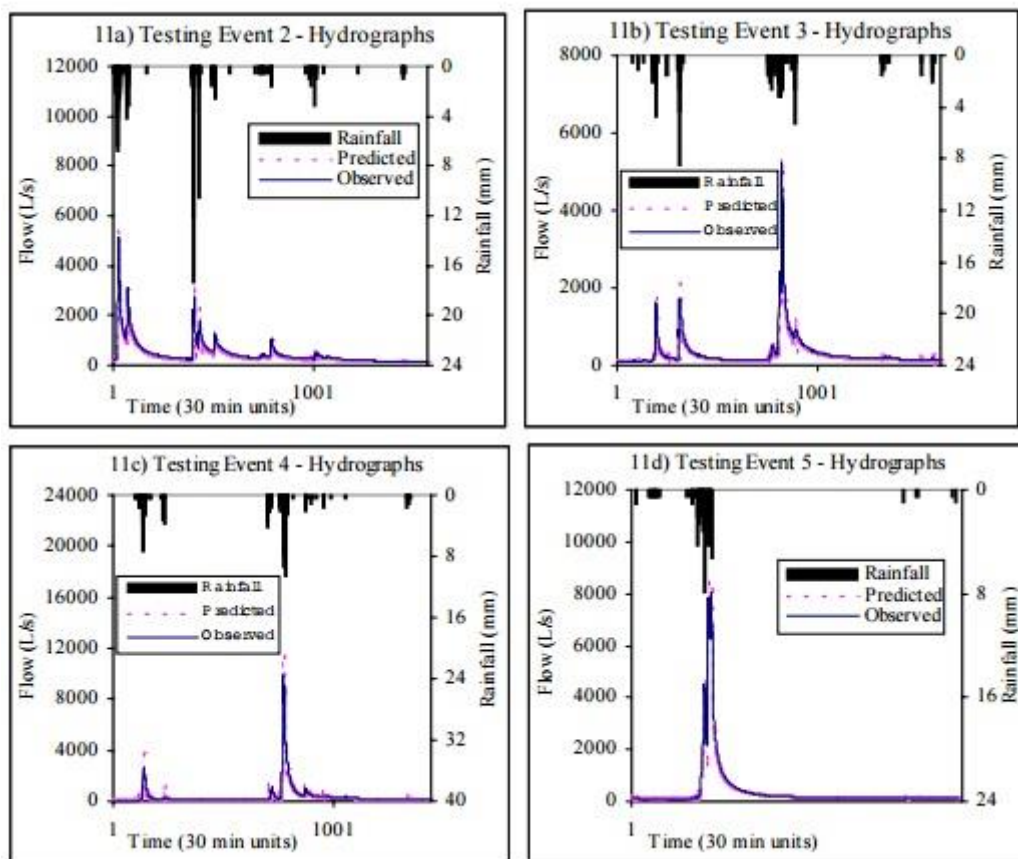 11a) Testing Event 2 - Hydrographs
12000
10000
8000
6000
4000
2000
0
Flow (L/s)
0
4
8
12
16
20
24
Rainfall (mm)
Rainfall
Predicted
Observed
1
1001
Time (30 min units)
11b) Testing Event 3 - Hydrographs
8000
6000
4000
2000
0
Flow (L/s)
0
4
8
12
16
20
24
Rainfall (mm)
Rainfall
Predicted
Observed
1
1001
Time (30 min units)
11c) Testing Event 4 - Hydrographs
24000
22000
18000
14000
12000
8000
4000
0
Flow (L/s)
0
8
16
24
32
40
Rainfall (mm)
Rainfall
Predicted
Observed
1
1001
Time (30 min units)
11d) Testing Event 5 - Hydrographs
12000
10000
8000
6000
4000
2000
0
Flow (L/s)
0
8
16
24
Rainfall (mm)
Rainfall
Predicted
Observed
1
Time (30 min units)